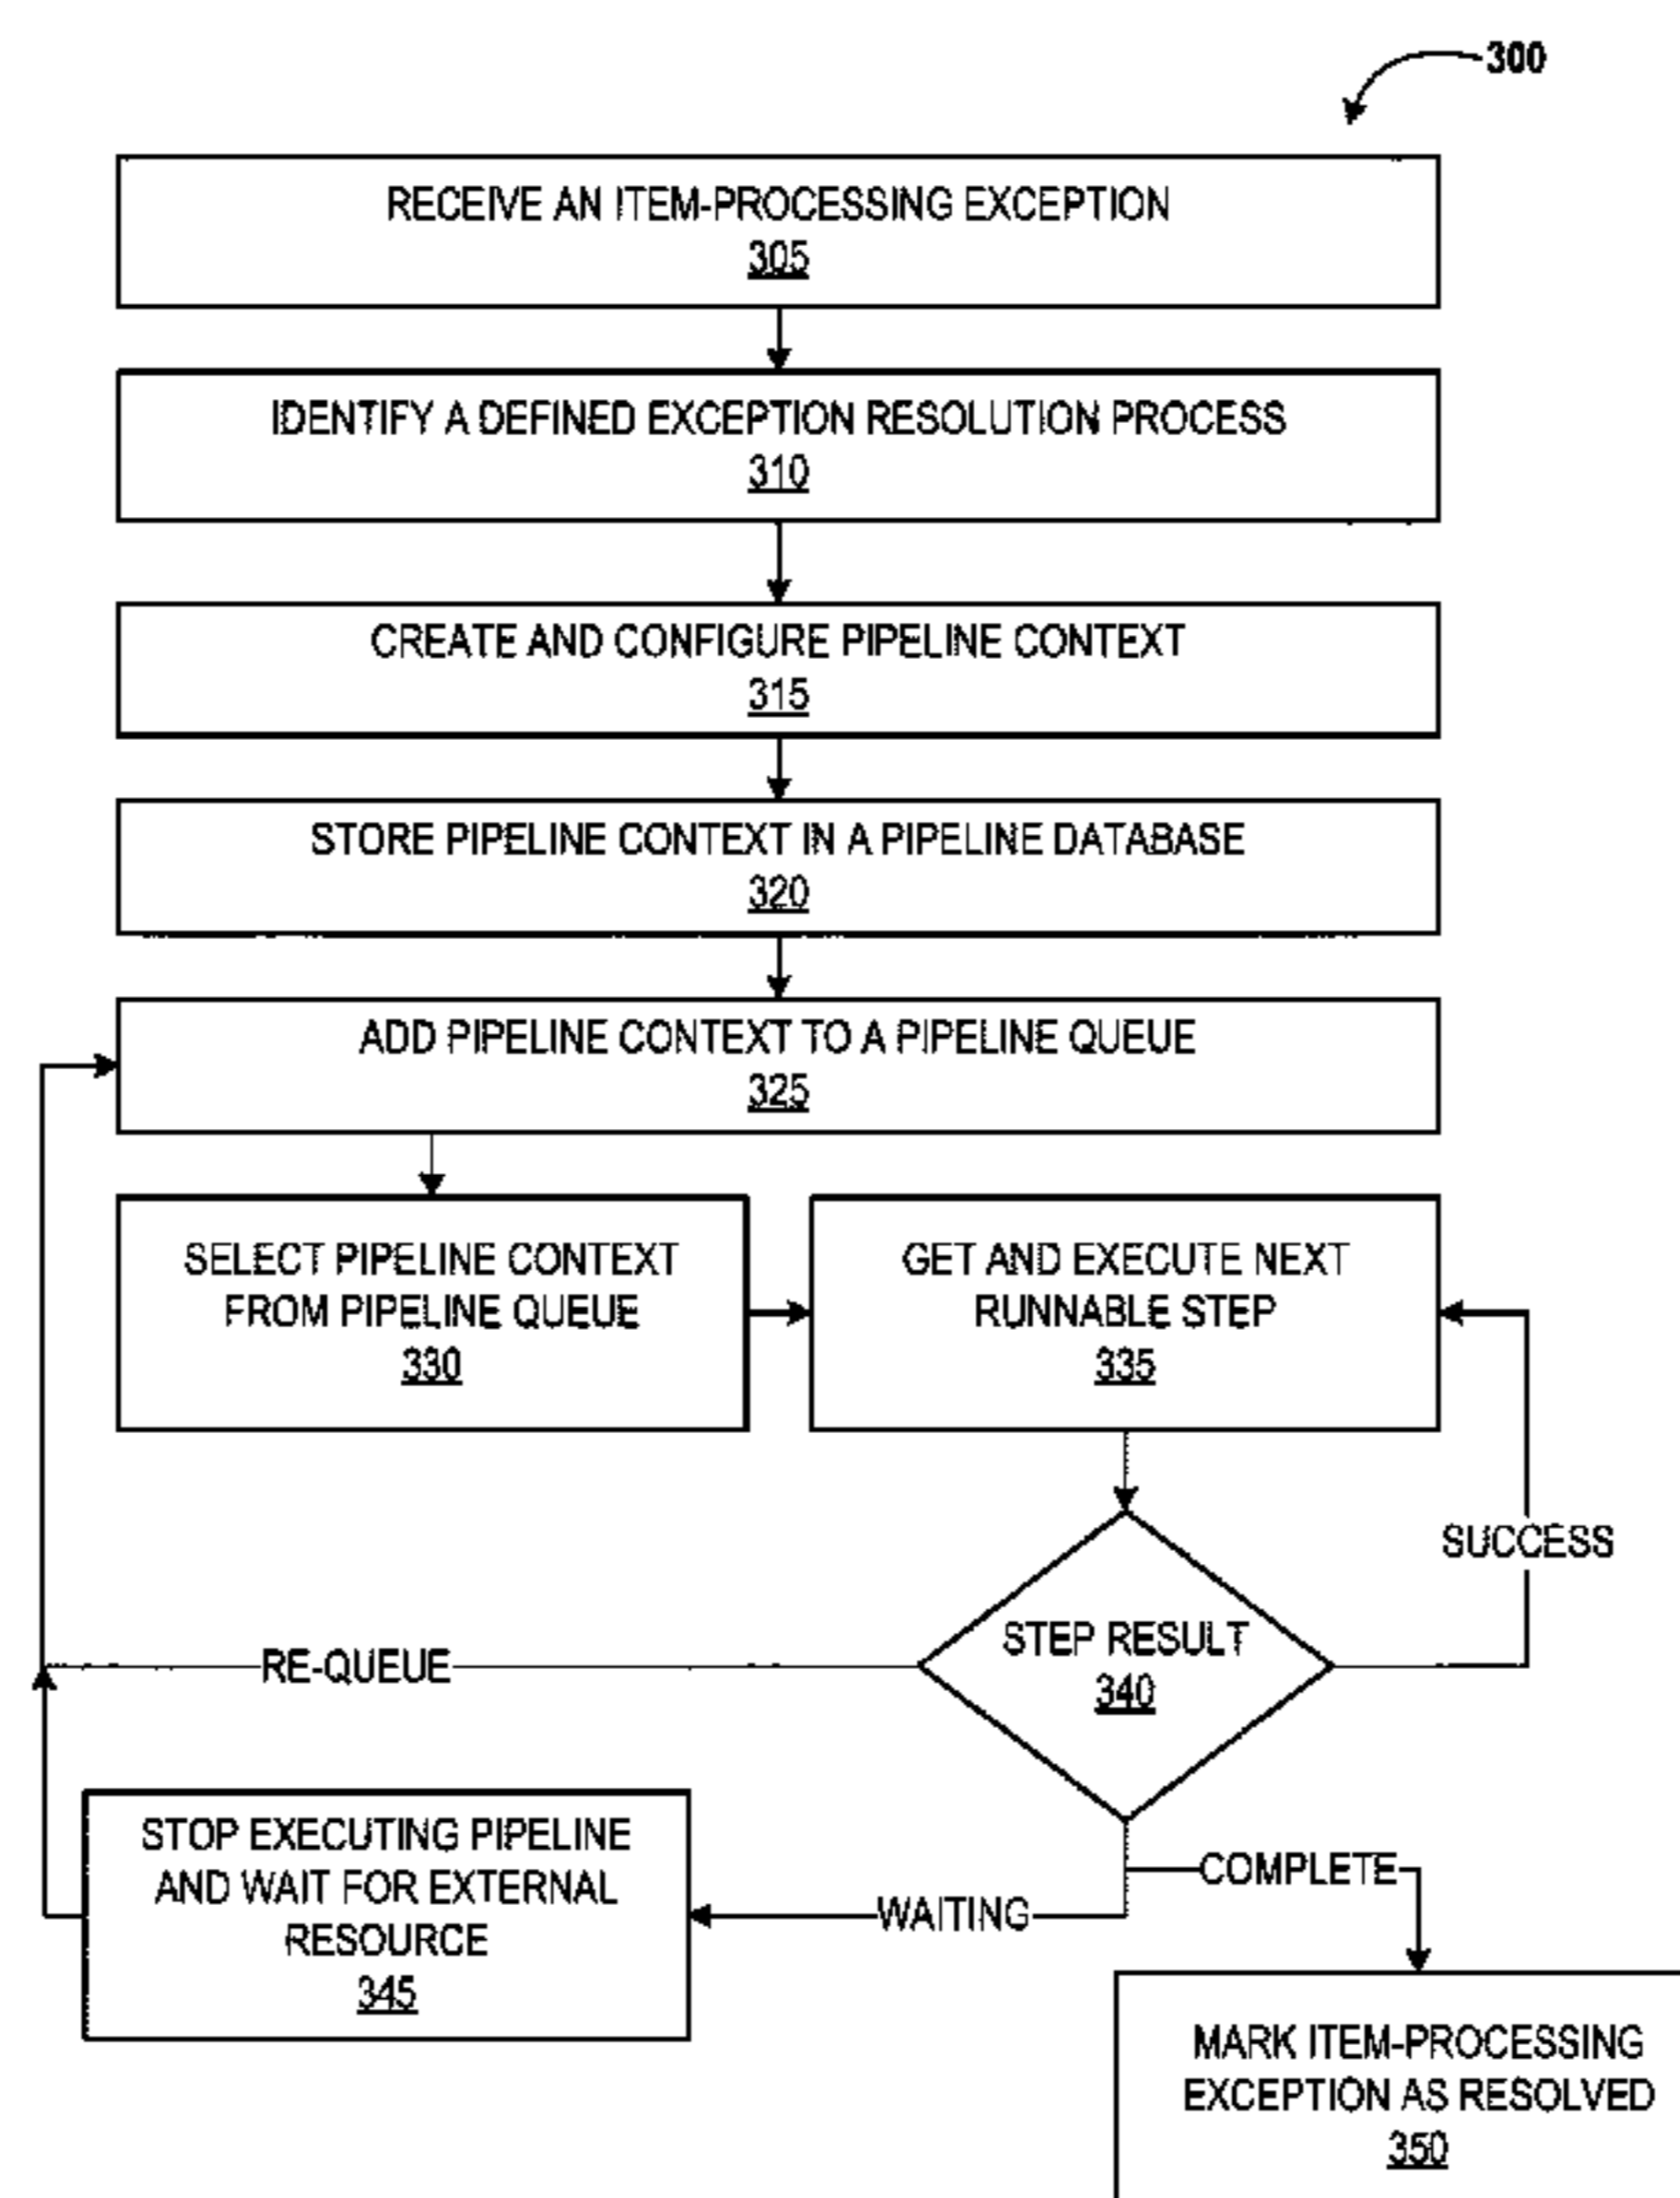 300
RECEIVE AN ITEM-PROCESSING EXCEPTION
305
IDENTIFY A DEFINED EXCEPTION RESOLUTION PROCESS
310
CREATE AND CONFIGURE PIPELINE CONTEXT
315
STORE PIPELINE CONTEXT IN A PIPELINE DATABASE
320
ADD PIPELINE CONTEXT TO A PIPELINE QUEUE
325
SELECT PIPELINE CONTEXT
FROM PIPELINE QUEUE
330
GET AND EXECUTE NEXT
RUNNABLE STEP
335
SUCCESS
STEP RESULT
340
RE-QUEUE
STOP EXECUTING PIPELINE
AND WAIT FOR EXTERNAL
RESOURCE
345
WAITING
COMPLETE
MARK ITEM-PROCESSING
EXCEPTION AS RESOLVED
350